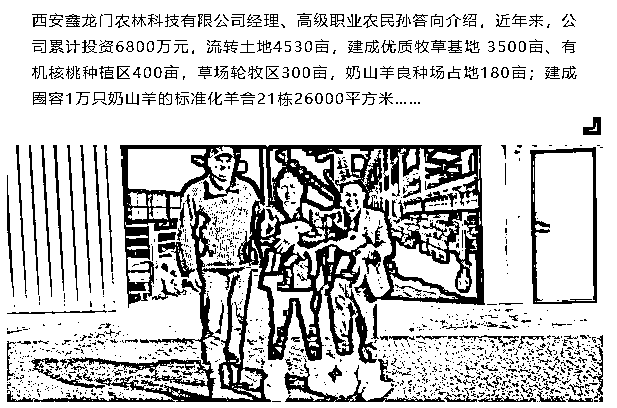 西安鑫龙门农林科技有限公司经理、高级职业农民孙答向介绍，近年来，公
司累计投资6800万元，流转土地4530亩，建成优质牧草基地 3500亩、有
机核桃种植区400亩，草场轮牧区300亩，奶山羊良种场占地180亩；建成
圈容1万只奶山羊的标准化羊舍21栋26000平方米……